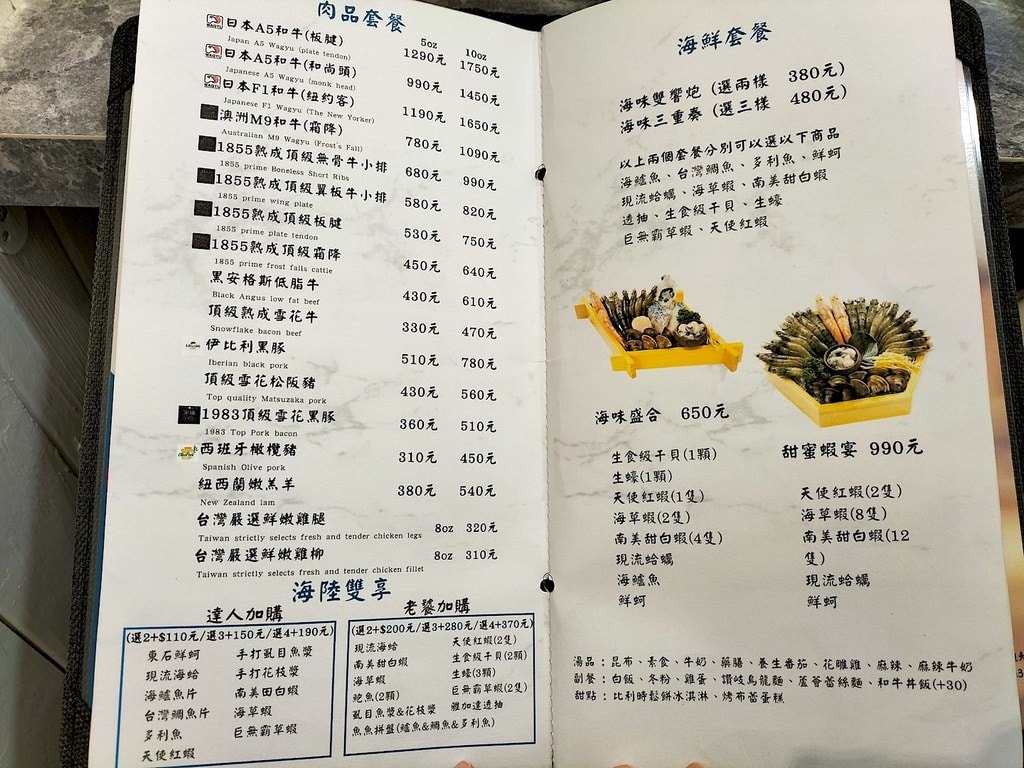 肉品套餐
5oz 10oz
日本A5和牛(板腱) 1290元 1750元
Japan A5 Wagyu (plate tendon)
日本A5和牛(和尚頭) 990元 1450元
Japanese A5 Wagyu (monk head)
日本F1和牛(紐約客) 1190元 1650元
Japanese F1 Wagyu (The New Yorker)
澳洲M9和牛(霜降) 780元 1090元
Australian M9 Wagyu (Frost's Fall)
1855熟成頂級無骨牛小排 680元 990元
1855 prime Boneless Short Ribs
1855熟成頂級翼板牛小排 580元 820元
1855 prime wing plate
1855熟成頂級板腱 530元 750元
1855 prime plate tendon
1855熟成頂級霜降 450元 640元
1855 prime frost falls cattle
黑安格斯低脂牛 430元 610元
Black Angus low fat beef
頂級熟成雪花牛 330元 470元
Snowflake bacon beef
伊比利黑豚 510元 780元
Iberian black pork
頂級雪花松阪豬 430元 560元
Top quality Matsuzaka pork
1983頂級雪花黑豚 360元 510元
1983 Top Pork bacon
西班牙橄欖豬 310元 450元
Spanish Olive pork
紐西蘭嫩羔羊 380元 540元
New Zealand lam
台灣嚴選鮮嫩雞腿 8oz 320元
Taiwan strictly selects fresh and tender chicken legs
台灣嚴選鮮嫩雞柳 8oz 310元
Taiwan strictly selects fresh and tender chicken fillet
海陸雙享
達人加購
(選2+$110元/選3+150元/選4+190元)
東石鮮蚵 手打虱目魚漿
現流海蛤 手打花枝漿
海鱸魚片 南美田白蝦
台灣鯛魚片 海草蝦
多利魚 巨無霸草蝦
天使紅蝦
老饕加購
(選2+$200元/選3+280元/選4+370元)
現流海蛤 天使紅蝦(2隻)
南美甜白蝦 生食級干貝(2顆)
海草蝦 生蠔(3顆)
鮑魚(2顆) 巨無霸草蝦(2隻)
虱目魚漿&花枝漿 雅加達透抽
魚魚拼盤(鱸魚&鯛魚&多利魚)
海鮮套餐
海味雙響炮 (選兩樣 380元)
海味三重奏 (選三樣 480元)
以上兩個套餐分別可以選以下商品
海鱸魚、台灣鯛魚、多利魚、鮮蚵
現流蛤蠣、海草蝦、南美甜白蝦
透抽、生食級干貝、生蠔
巨無霸草蝦、天使紅蝦
海味盛合 650元
生食級干貝(1顆)
生蠔(1顆)
天使紅蝦(1隻)
海草蝦(2隻)
南美甜白蝦(4隻)
現流蛤蠣
海鱸魚
鮮蚵
甜蜜蝦宴 990元
天使紅蝦(2隻)
海草蝦(8隻)
南美甜白蝦(12
隻)
現流蛤蠣
鮮蚵
湯品：昆布、素食、牛奶、藥膳、養生番茄、花雕雞、麻辣、麻辣牛奶
副餐：白飯、冬粉、雞蛋、讚岐烏龍麵、蘆薈蕾絲麵、和牛丼飯(+30)
甜點：比利時鬆餅冰淇淋、烤布蕾蛋糕